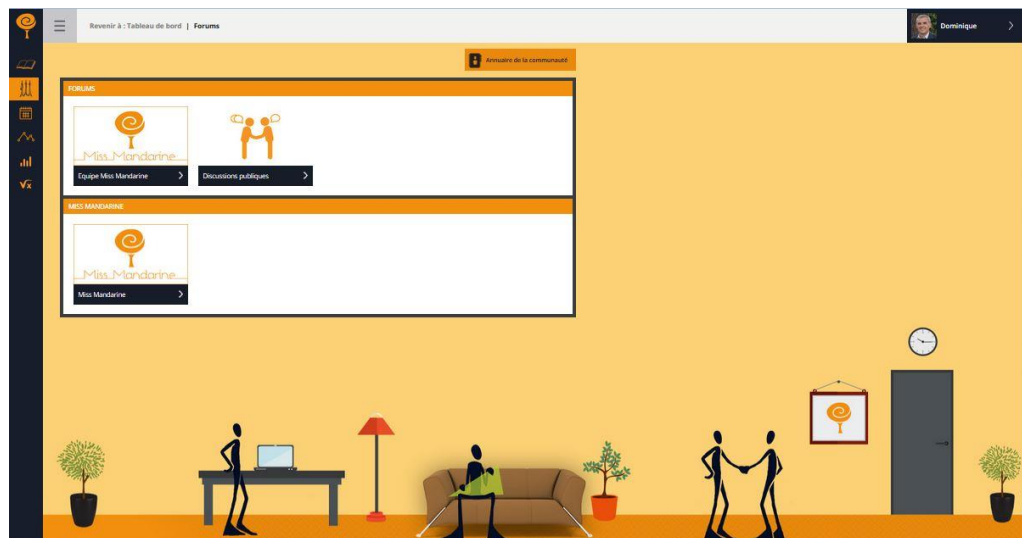 Revenir à : Tableau de bord | Forums
Dominique
Annuaire de la communauté
FORUMS
Miss Mandarine
Equipe Miss Mandarine
Discussions publiques
MISS MANDARINE
Miss Mandarine
Miss Mandarine